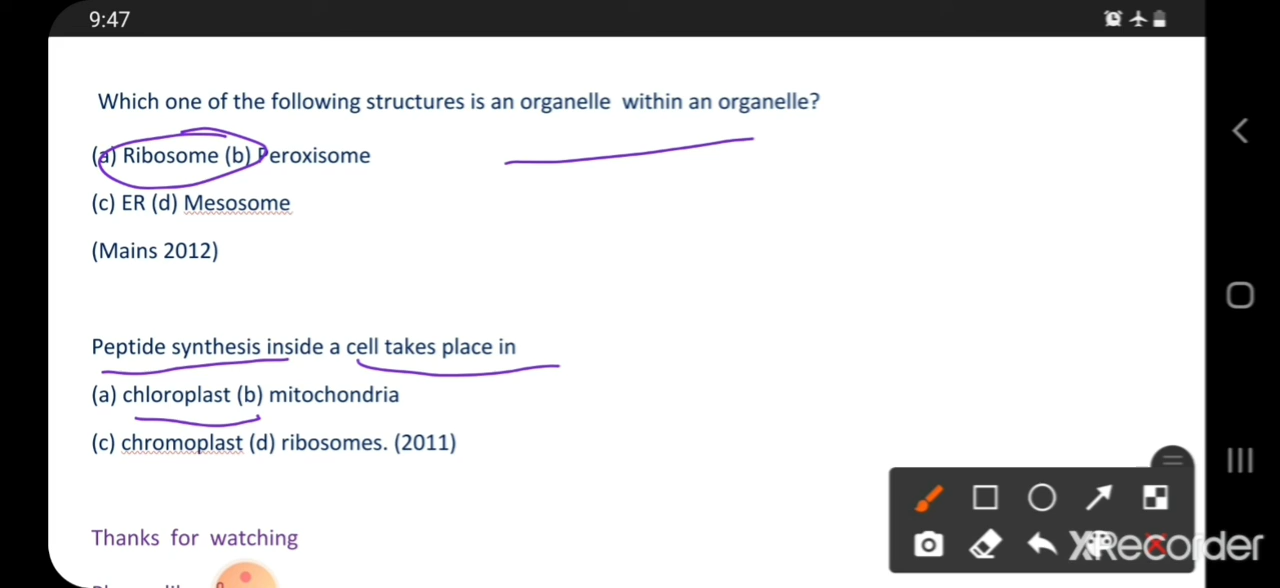 9:47
Which one of the following structures is an organelle within an organelle?
(a) Ribosome (b) Peroxisome
(c) ER (d) Mesosome
(Mains 2012)
Peptide synthesis inside a cell takes place in
(a) chloroplast (b) mitochondria
(c) chromoplast (d) ribosomes. (2011)
Thanks for watching
XRecorder